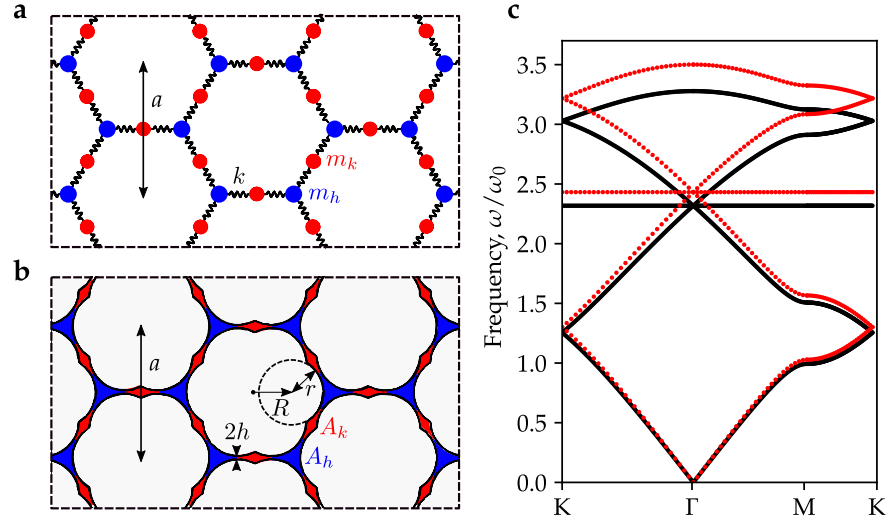 a
a
k
m_k
m_h
b
a
R
r
2h
A_k
A_h
c
Frequency, ω/ω_0
3.5
3.0
2.5
2.0
1.5
1.0
0.5
0.0
K Γ M K